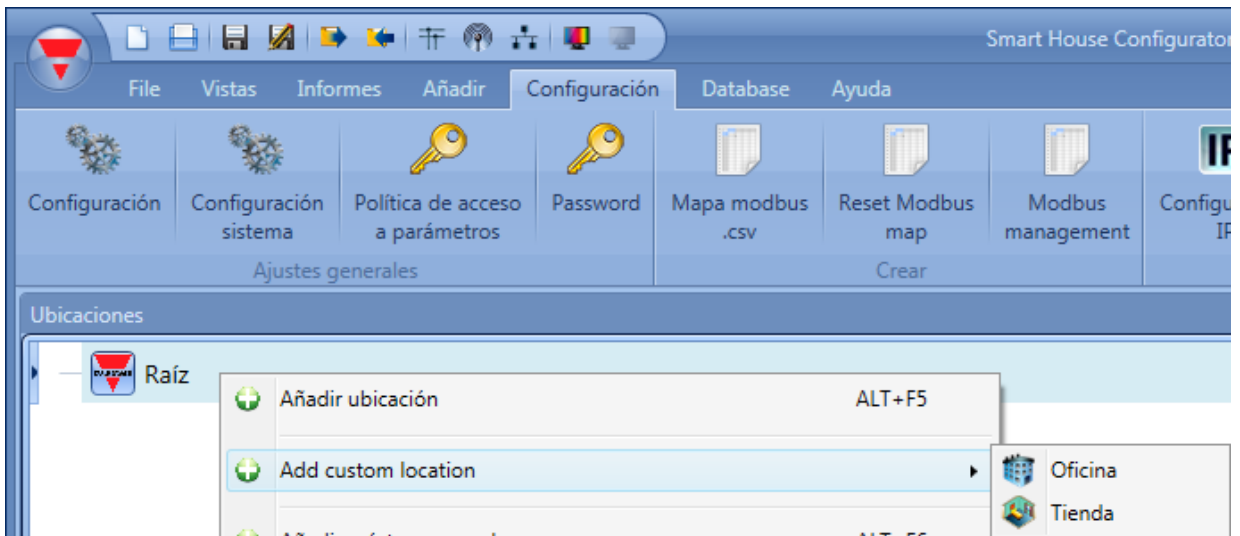 Smart House Configurator
File Vistas Informes Añadir Configuración Database Ayuda
Configuración Configuración Política de acceso Password Mapa modbus Reset Modbus Modbus
sistema a parámetros .csv map management
Ajustes generales Crear
Ubicaciones
Raíz
Añadir ubicación ALT+F5
Add custom location Oficina
Tienda